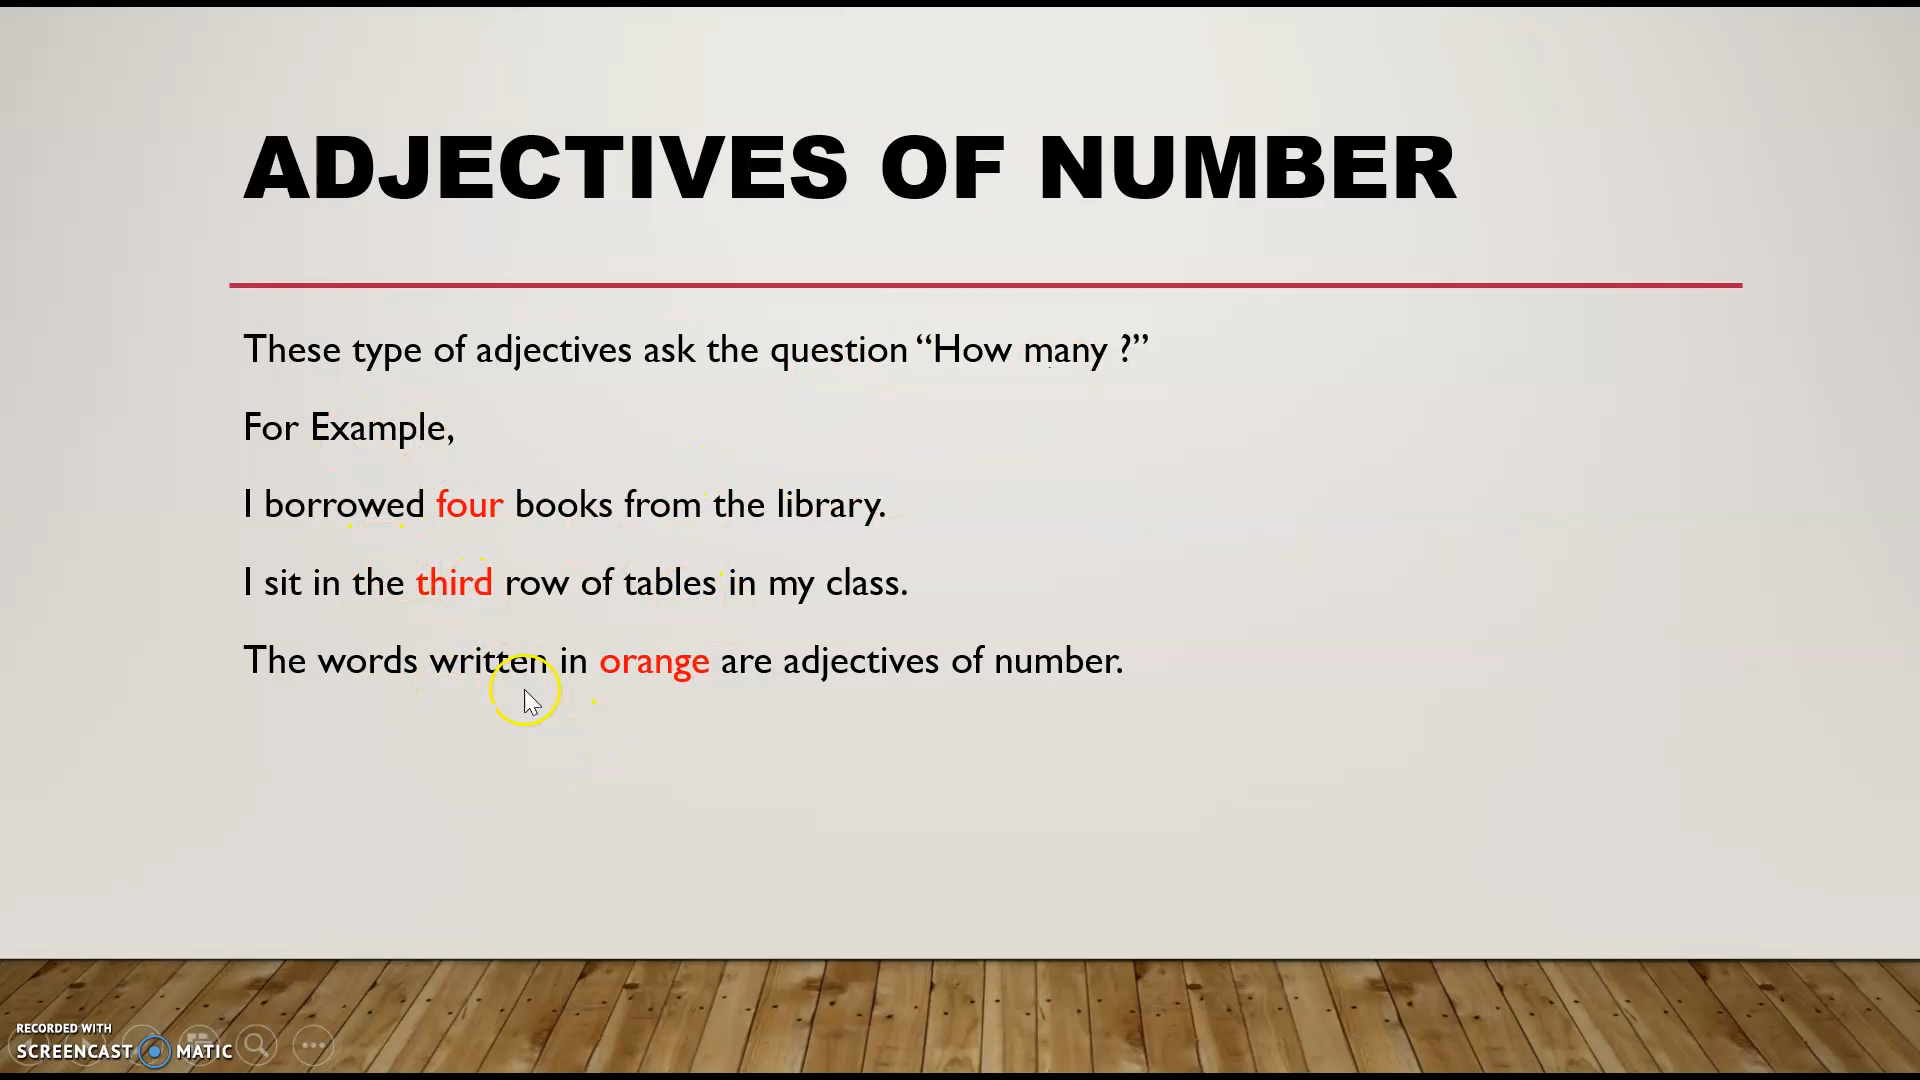 ADJECTIVES OF NUMBER
These type of adjectives ask the question “How many ?”
For Example,
I borrowed four books from the library.
I sit in the third row of tables in my class.
The words written in orange are adjectives of number.
RECORDED WITH
SCREENCAST MATIC